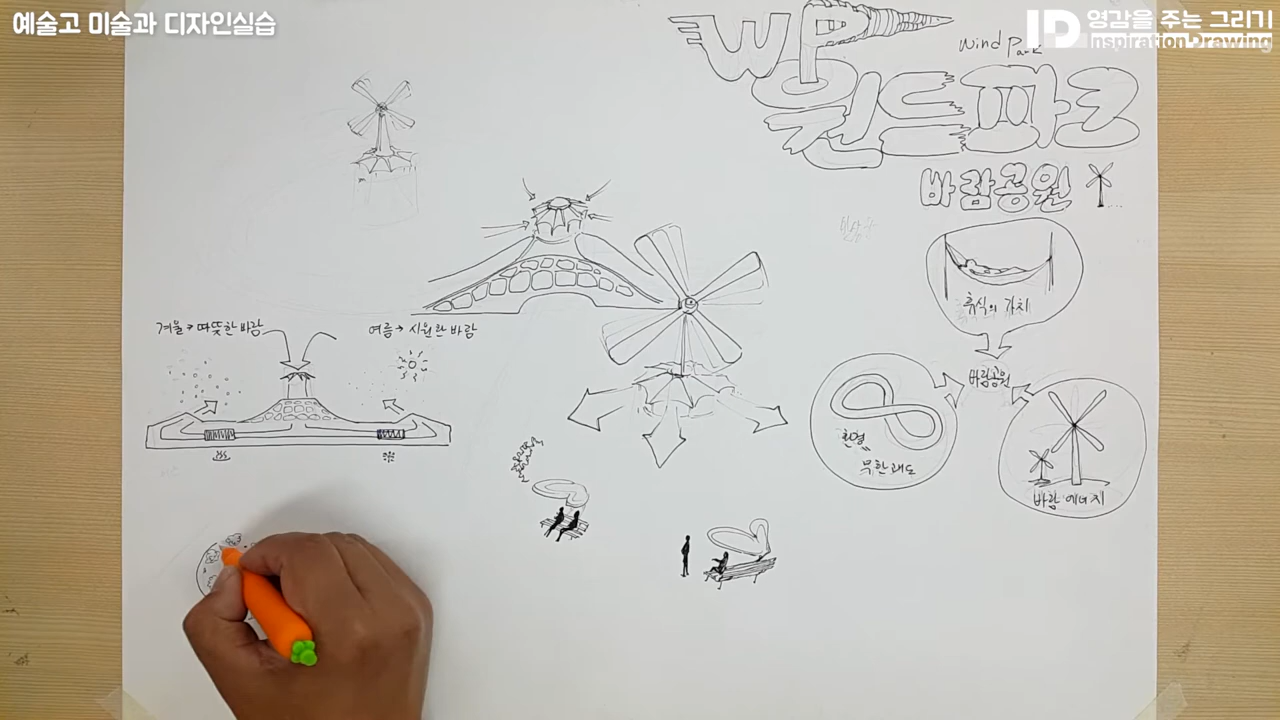 예술고 미술과 디자인실습
ID 영감을 주는 그리기
Inspiration Drawing
WP
Wind Park
윈드파크
바람공원
휴식의 가치
바람공원
환경
무한궤도
바람 에너지
겨울→따뜻한 바람
여름→시원한 바람